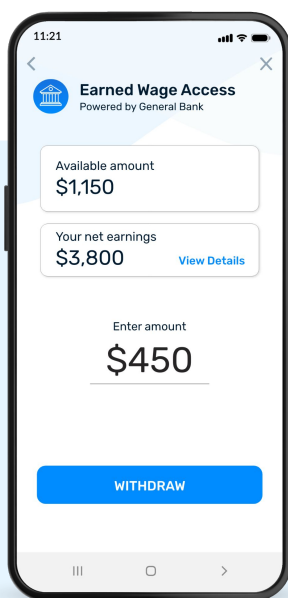 11:21
Earned Wage Access
Powered by General Bank
Available amount
$1,150
Your net earnings
$3,800
View Details
Enter amount
$450
WITHDRAW